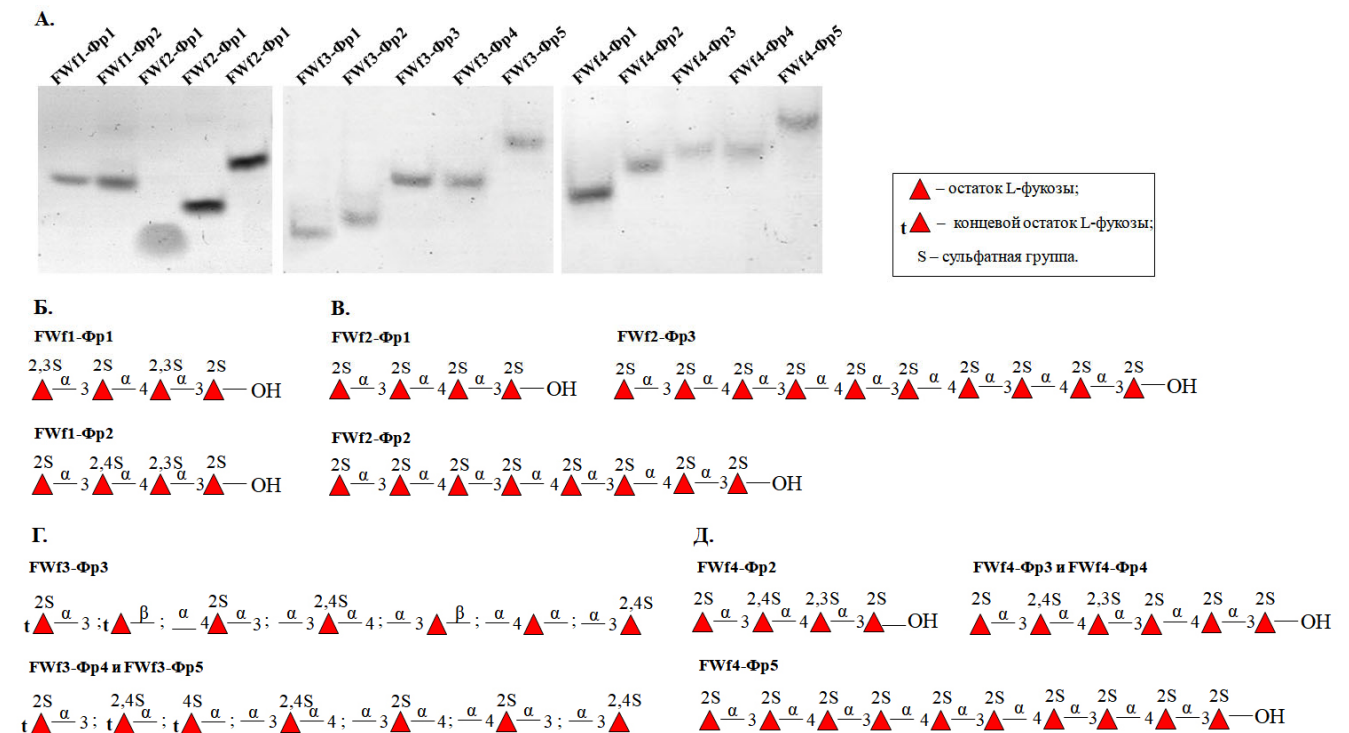 А.
FWf1-Фр1 FWf1-Фр2 FWf2-Фр1 FWf2-Фр1 FWf2-Фр1 FWf3-Фр1 FWf3-Фр2 FWf3-Фр3 FWf3-Фр4 FWf3-Фр5 FWf4-Фр1 FWf4-Фр2 FWf4-Фр3 FWf4-Фр4 FWf4-Фр5
– остаток L-фукозы;
t – концевой остаток L-фукозы;
S – сульфатная группа.
Б.
FWf1-Фр1
2,3S 2S 2,3S 2S
α 3 α 4 α 3 OH
FWf1-Фр2
2S 2,4S 2,3S 2S
α 3 α 4 α 3 OH
В.
FWf2-Фр1
2S 2S 2S 2S
α 3 α 4 α 3 OH
FWf2-Фр3
2S 2S 2S 2S 2S 2S 2S 2S 2S 2S
α 3 α 4 α 3 α 4 α 3 α 4 α 3 α 4 α 3 OH
FWf2-Фр2
2S 2S 2S 2S 2S 2S 2S 2S
α 3 α 4 α 3 α 4 α 3 α 4 α 3 OH
Г.
FWf3-Фр3
2S 2S 2,4S 2,4S
t α 3 ; t β ; α 4 α 3 ; α 3 α 4 ; α 3 β ; α 4 α ; α 3
FWf3-Фр4 и FWf3-Фр5
2S 2,4S 4S 2,4S 2S 2S 2,4S
t α 3 ; t α ; t α ; α 3 α 4 ; α 3 α 4 ; α 4 α 3 ; α 3
Д.
FWf4-Фр2
2S 2,4S 2,3S 2S
α 3 α 4 α 3 OH
FWf4-Фр3 и FWf4-Фр4
2S 2,4S 2,3S 2S 2S 2S
α 3 α 4 α 3 α 4 α 3 OH
FWf4-Фр5
2S 2S 2S 2S 2S 2S 2S 2S 2S 2S
α 3 α 4 α 3 α 4 α 3 α 4 α 3 α 4 α 3 OH